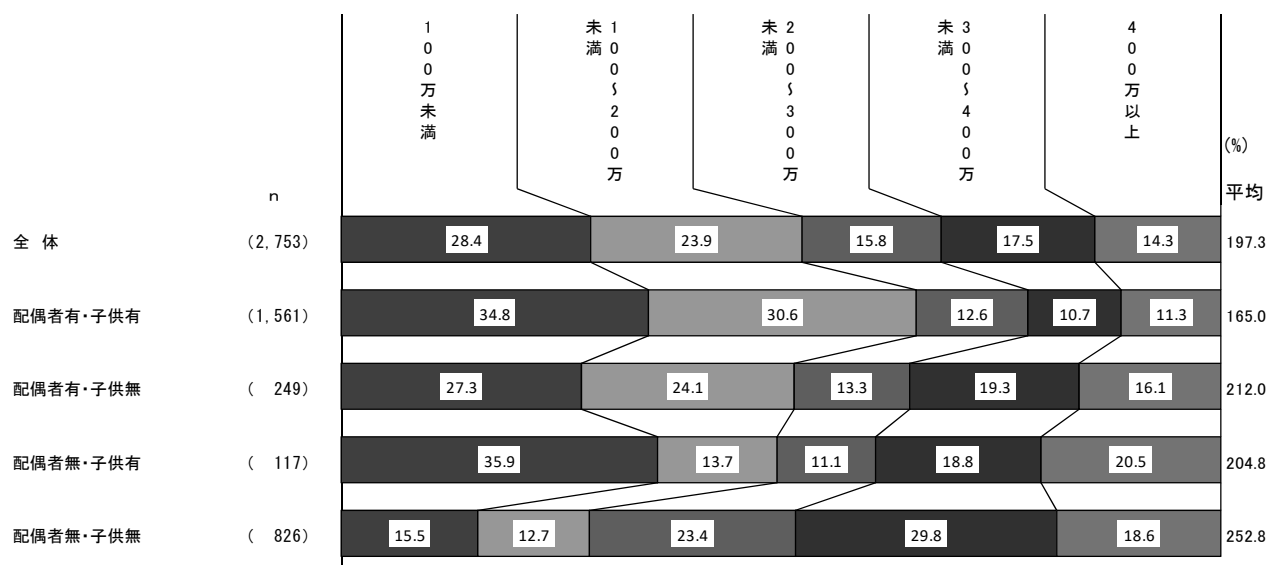 100万未満
100~200万
未満
200~300万
未満
300~400万
未満
400万以上
(%)
n
平均
全 体 (2,753) 28.4 23.9 15.8 17.5 14.3 197.3
配偶者有・子供有 (1,561) 34.8 30.6 12.6 10.7 11.3 165.0
配偶者有・子供無 ( 249) 27.3 24.1 13.3 19.3 16.1 212.0
配偶者無・子供有 ( 117) 35.9 13.7 11.1 18.8 20.5 204.8
配偶者無・子供無 ( 826) 15.5 12.7 23.4 29.8 18.6 252.8